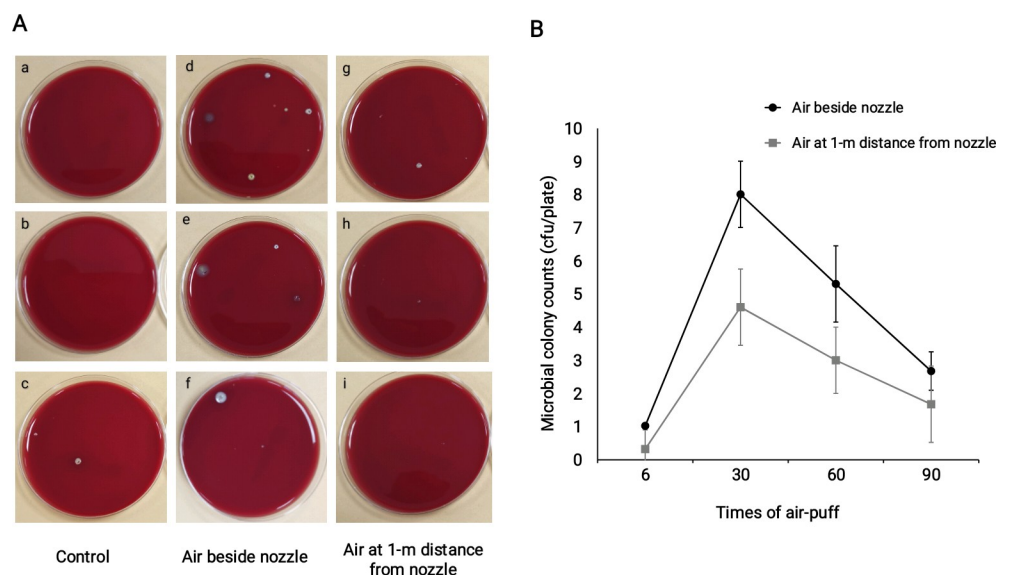 A
a
d
g
b
e
h
c
f
i
Control
Air beside nozzle
Air at 1-m distance
from nozzle
B
Air beside nozzle
Air at 1-m distance from nozzle
Microbial colony counts (cfu/plate)
10
9
8
7
6
5
4
3
2
1
0
6 30 60 90
Times of air-puff